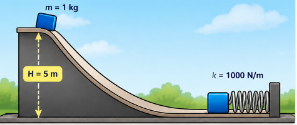 m = 1 kg
H = 5 m
k = 1000 N/m